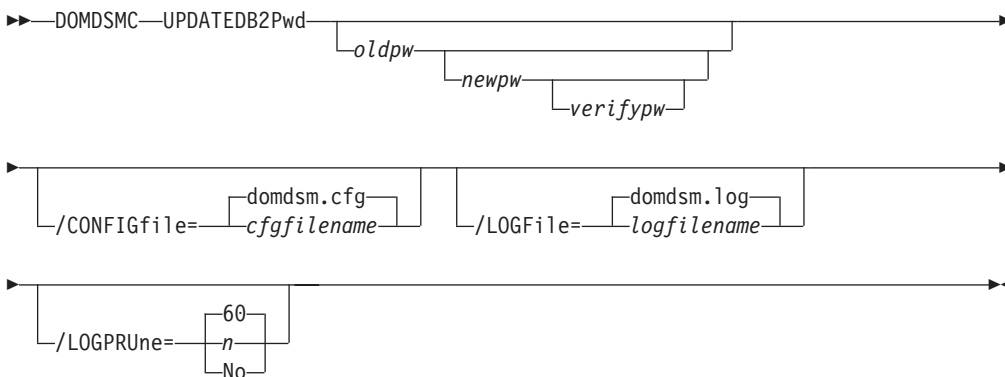 DOMDSMC UPDATEDB2Pwd
oldpw
newpw
verifypw
domdsm.cfg
/CONFIGfile= cfgfilename
domdsm.log
/LOGFile= logfilename
60
/LOGPRUne= n
No